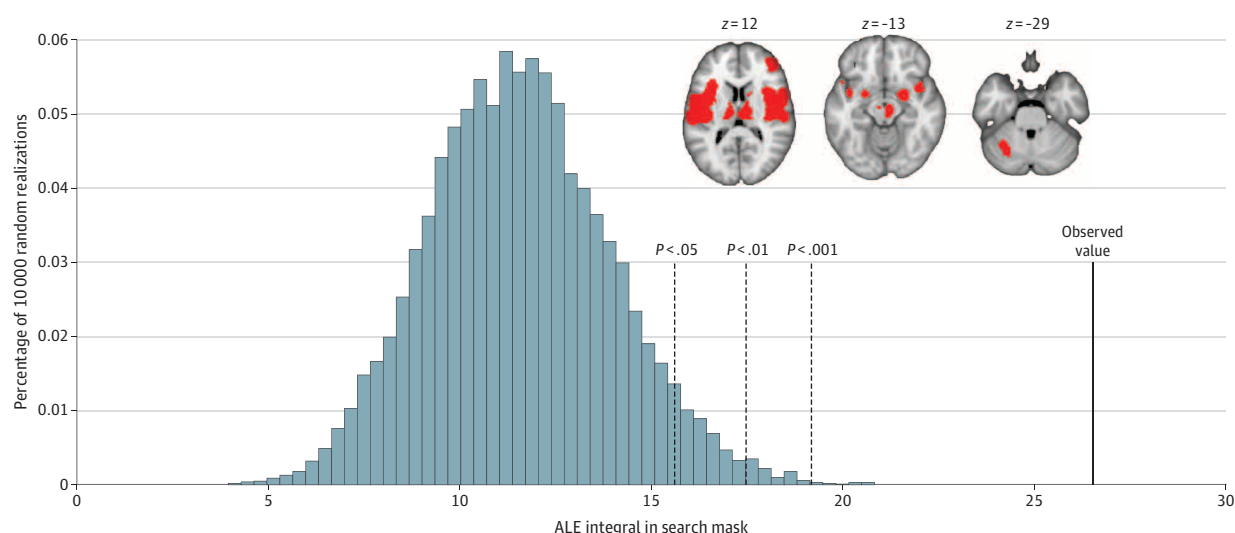 z=12
z=-13
z=-29
Percentage of 10 000 random realizations
0.06
0.05
0.04
0.03
0.02
0.01
0
P<.05
P<.01
P<.001
Observed
value
0
5
10
15
20
25
30
ALE integral in search mask